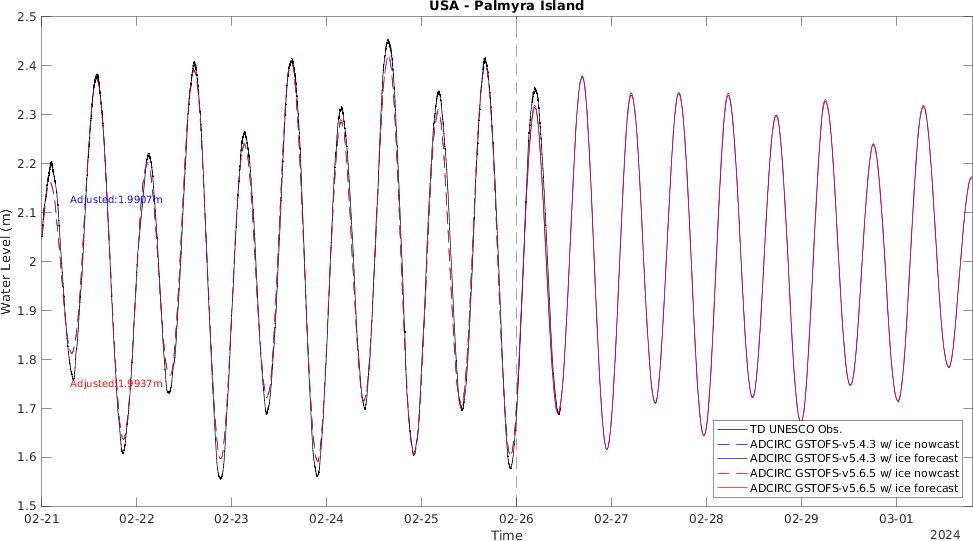 USA - Palmyra Island
Water Level (m)
2.5
2.4
2.3
2.2
2.1
2
1.9
1.8
1.7
1.6
1.5
Adjusted:1.9907m
Adjusted:1.9937m
TD UNESCO Obs.
ADCIRC GSTOFS-v5.4.3 w/ ice nowcast
ADCIRC GSTOFS-v5.4.3 w/ ice forecast
ADCIRC GSTOFS-v5.6.5 w/ ice nowcast
ADCIRC GSTOFS-v5.6.5 w/ ice forecast
02-21 02-22 02-23 02-24 02-25 02-26 02-27 02-28 02-29 03-01
Time
2024